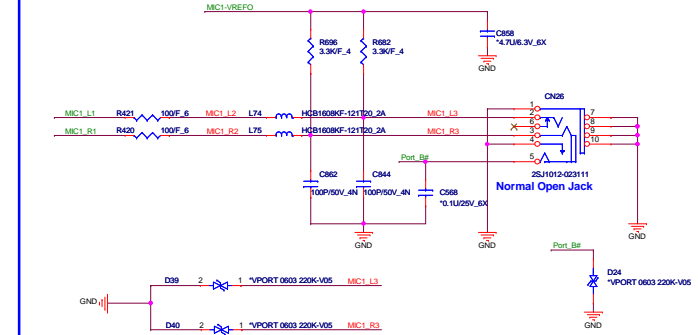 MIC1-VREFO
R696
3.3K/F_4
R682
3.3K/F_4
C858
*4.7U/6.3V_6X
GND
CN26
MIC1_L1 R421 100/F_6 MIC1_L2 L74 HCB1608KF-121T20_2A MIC1_L3
MIC1_R1 R420 100/F_6 MIC1_R2 L75 HCB1608KF-121T20_2A MIC1_R3
1
2
6
3
4
5
7
8
9
10
Port_B#
2SJ1012-023111
Normal Open Jack
C862
100P/50V_4N
C844
100P/50V_4N
C568
*0.1U/25V_6X
GND
GND
GND
Port_B#
D24
*VPORT 0603 220K-V05
GND
D39 2 1 *VPORT 0603 220K-V05 MIC1_L3
GND
D40 2 1 *VPORT 0603 220K-V05 MIC1_R3